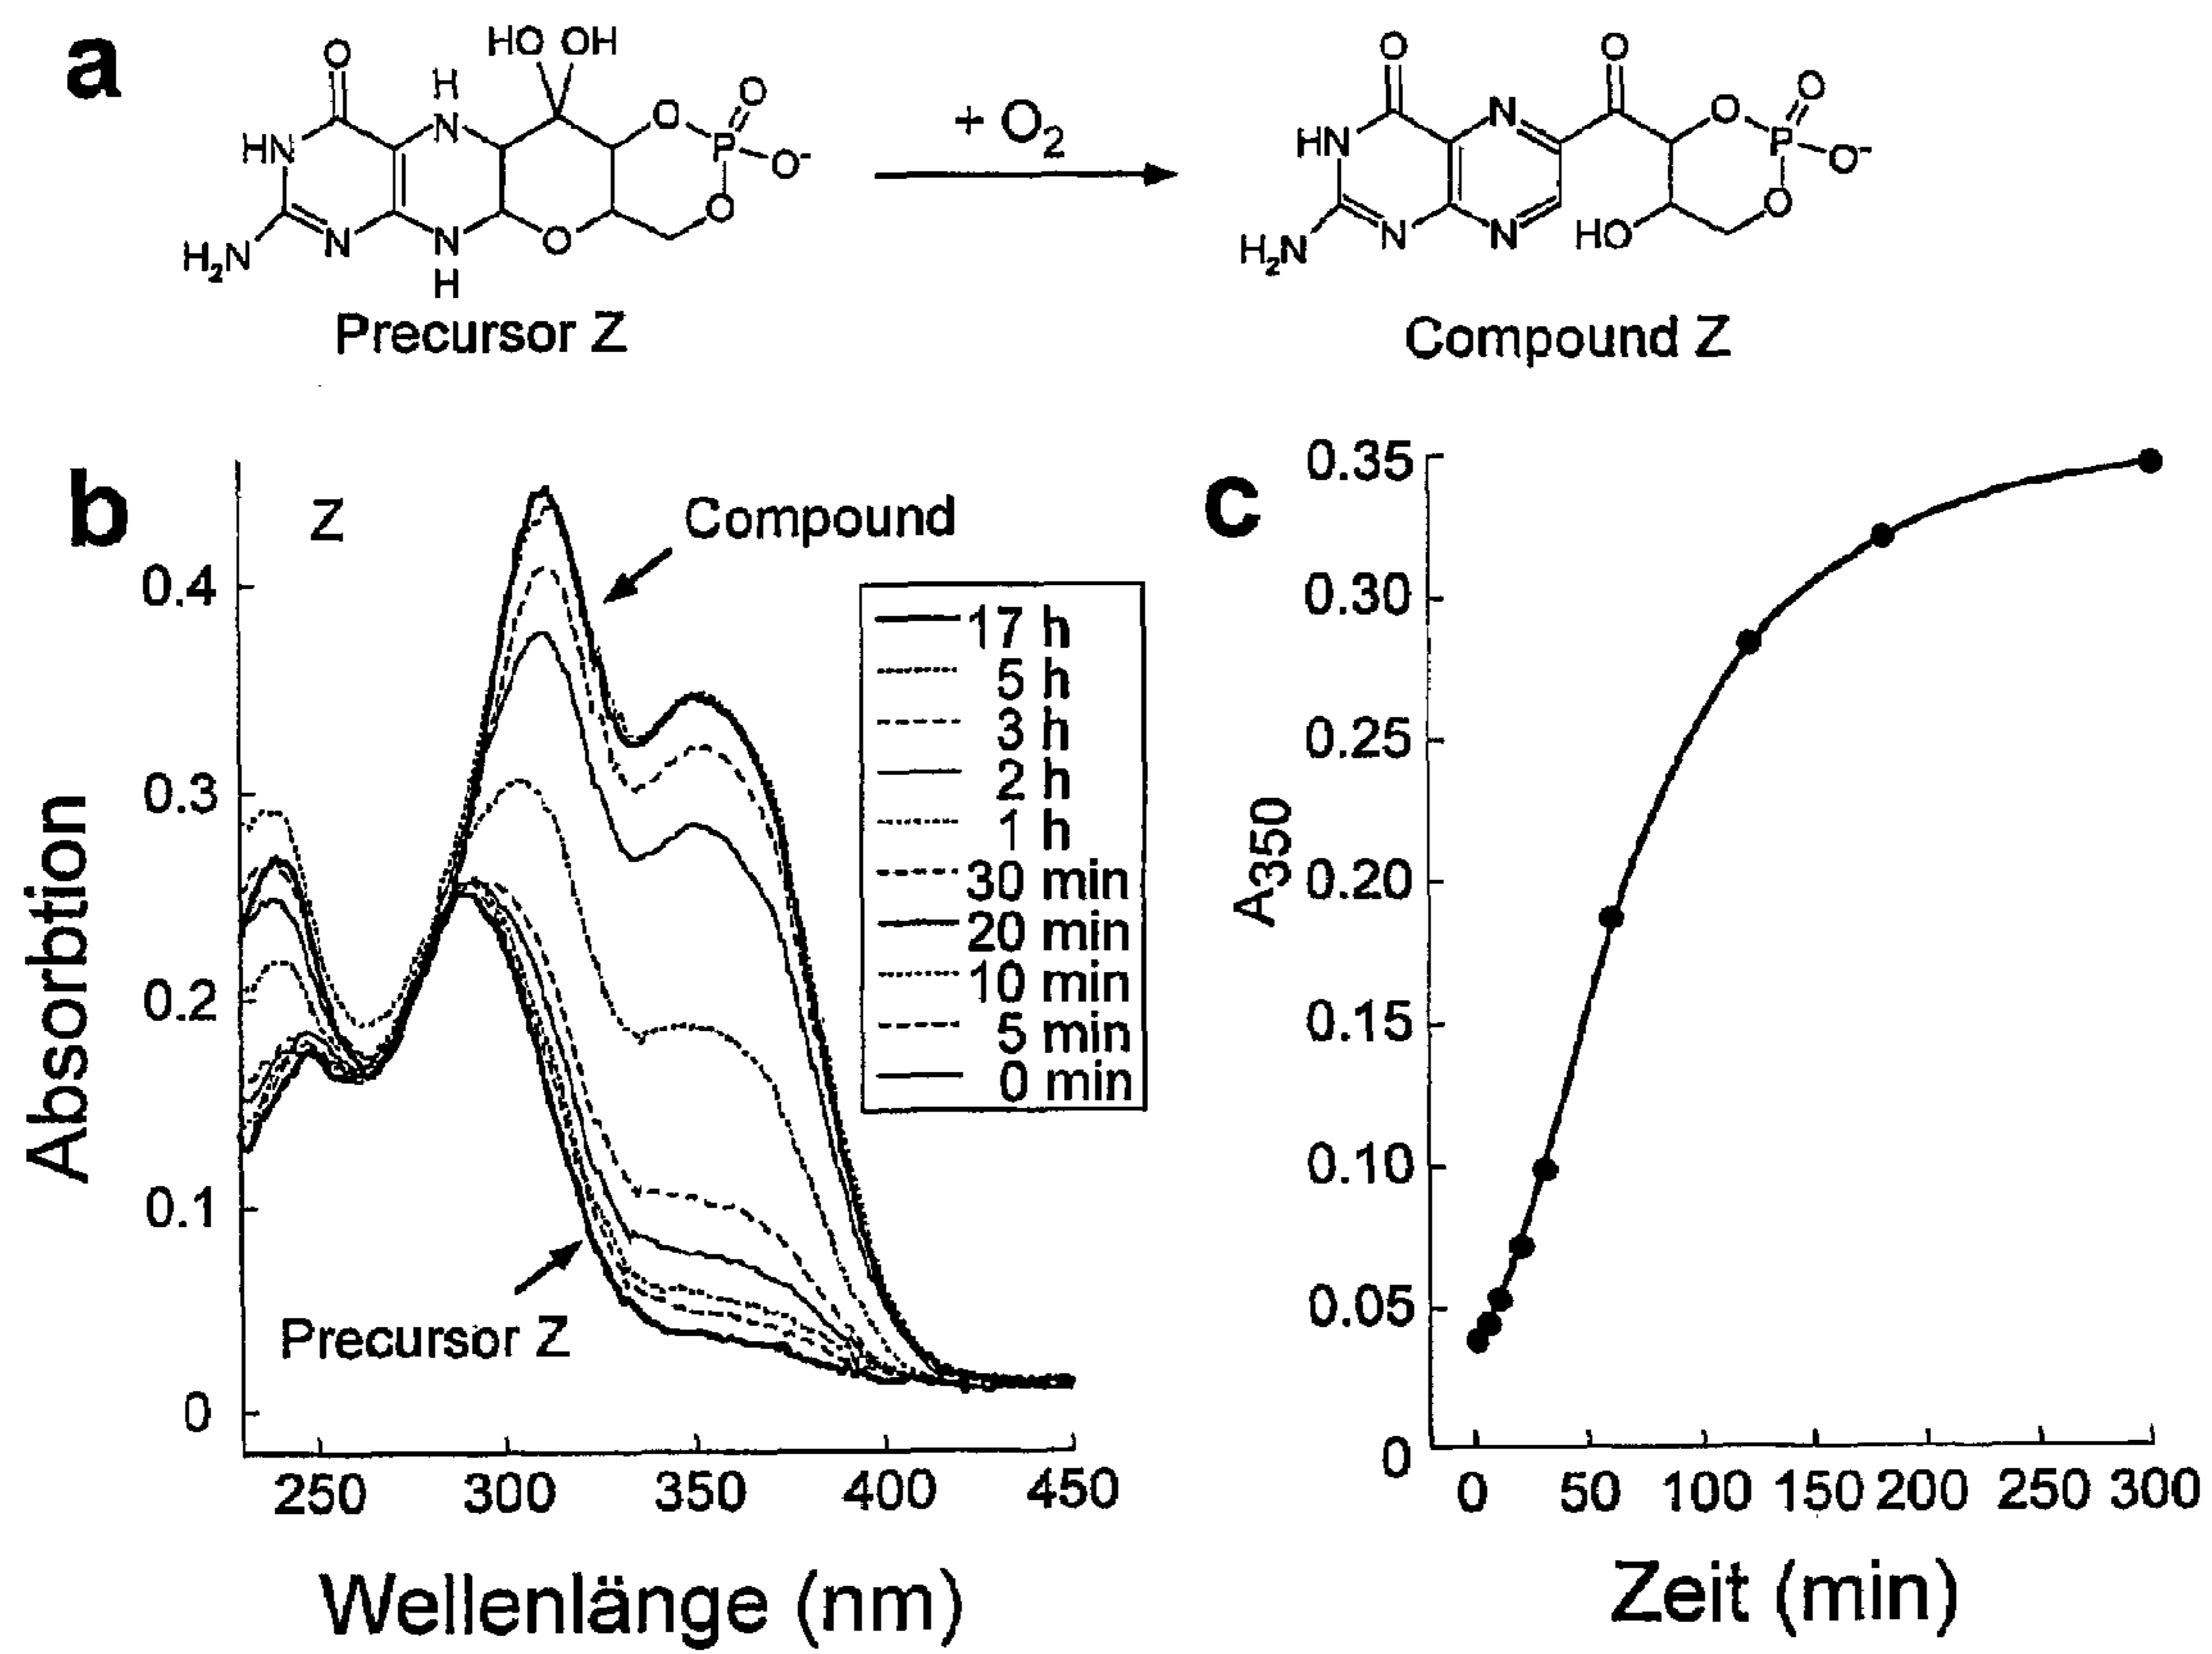 a
O
H
N
HO OH
O
O
P
O-
O
HN
H2N
N
N
H
O
Precursor Z
+ O2
O
N
O
O
O
P
O-
O
HN
H2N
N
N
HO
Compound Z
b
Z
Compound
Precursor Z
17 h
5 h
3 h
2 h
1 h
30 min
20 min
10 min
5 min
0 min
Absorbtion
0.4
0.3
0.2
0.1
0
250 300 350 400 450
Wellenlänge (nm)
c
A350
0.35
0.30
0.25
0.20
0.15
0.10
0.05
0
0 50 100 150 200 250 300
Zeit (min)